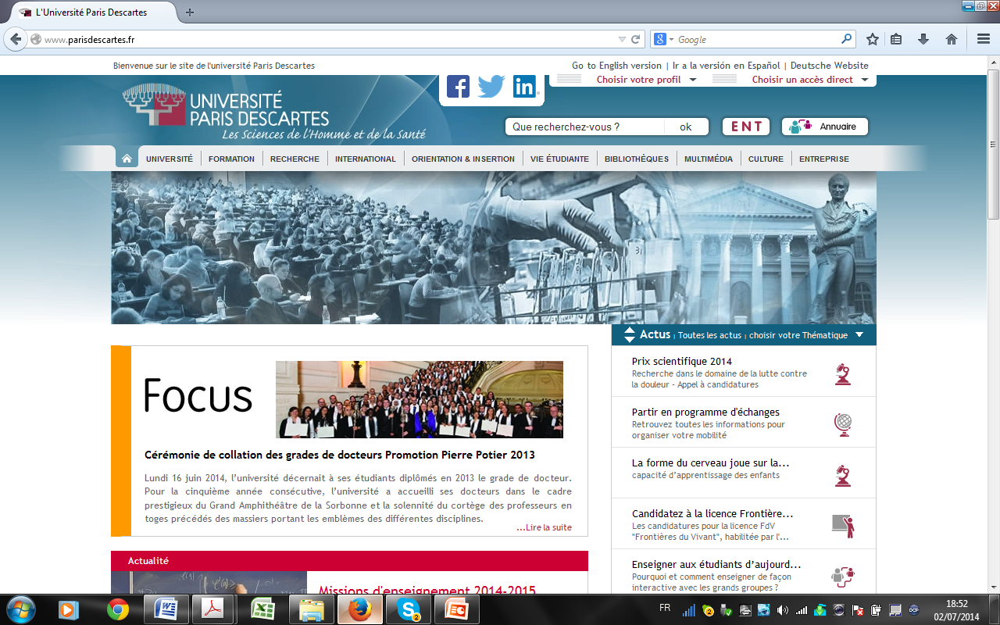 L'Université Paris Descartes
www.parisdescartes.fr
Google
Bienvenue sur le site de l'université Paris Descartes
Go to English version | Ir a la versión en Español | Deutsche Website
Choisir votre profil
Choisir un accès direct
UNIVERSITÉ
PARIS DESCARTES
Les Sciences de l'Homme et de la Santé
Que recherchez-vous ?
ok
ENT
Annuaire
UNIVERSITÉ
FORMATION
RECHERCHE
INTERNATIONAL
ORIENTATION & INSERTION
VIE ÉTUDIANTE
BIBLIOTHÈQUES
MULTIMÉDIA
CULTURE
ENTREPRISE
Focus
Cérémonie de collation des grades de docteurs Promotion Pierre Potier 2013
Lundi 16 juin 2014, l'université décernait à ses étudiants diplômés en 2013 le grade de docteur.
Pour la cinquième année consécutive, l'université a accueilli ses docteurs dans le cadre
prestigieux du Grand Amphithéâtre de la Sorbonne et la solennité du cortège des professeurs en
toges précédés des massiers portant les emblèmes des différentes disciplines.
...Lire la suite
Actualité
Missions d'enseignement 2014-2015
Actus | Toutes les actus | choisir votre Thématique
Prix scientifique 2014
Recherche dans le domaine de la lutte contre
la douleur - Appel à candidatures
Partir en programme d'échanges
Retrouvez toutes les informations pour
organiser votre mobilité
La forme du cerveau joue sur la...
capacité d'apprentissage des enfants
Candidatez à la licence Frontière...
Les candidatures pour la licence FdV
"Frontières du Vivant", habilitée par l'...
Enseigner aux étudiants d'aujourd...
Pourquoi et comment enseigner de façon
interactive avec les grands groupes ?
FR
18:52
02/07/2014